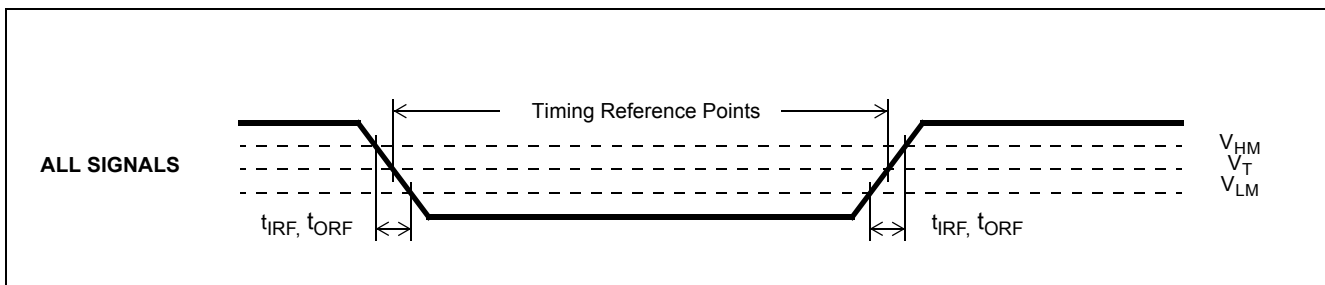 Timing Reference Points
ALL SIGNALS
VHM
VT
VLM
tIRF, tORF
tIRF, tORF